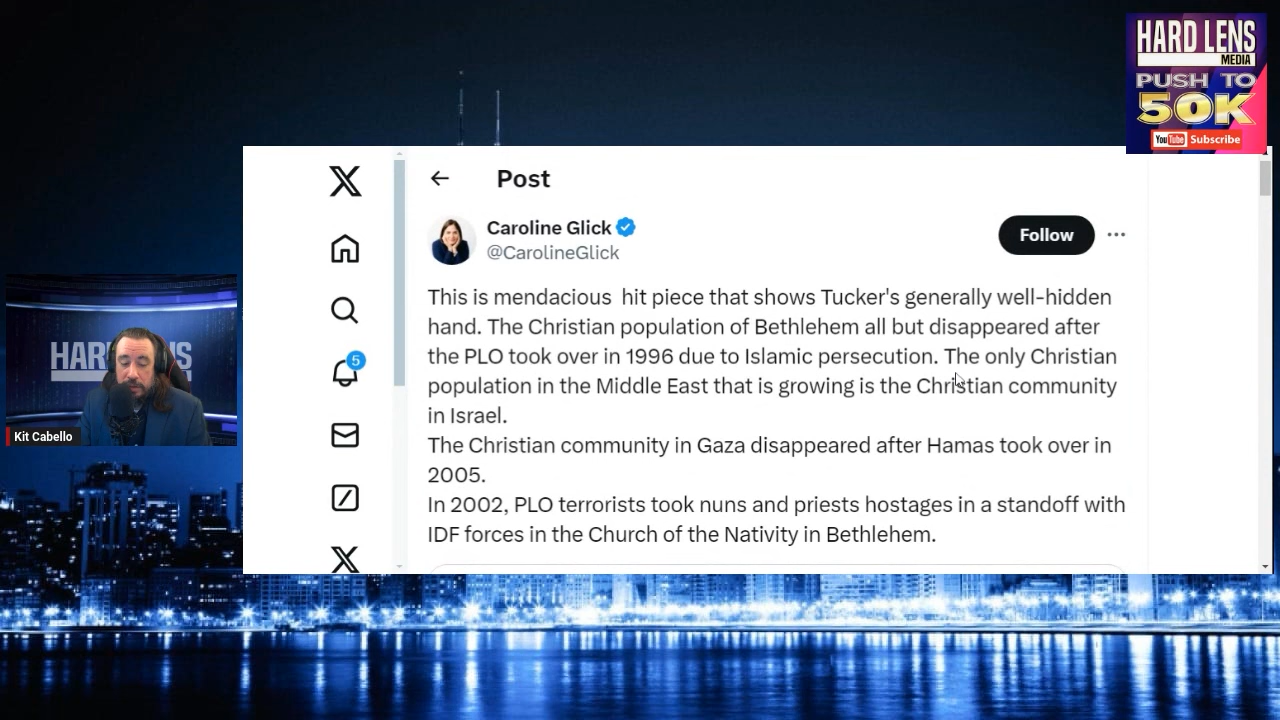 HARD LENS
MEDIA
PUSH TO
50K
YouTube Subscribe
Post
Caroline Glick
@CarolineGlick
Follow
5
This is mendacious  hit piece that shows Tucker's generally well-hidden
hand. The Christian population of Bethlehem all but disappeared after
the PLO took over in 1996 due to Islamic persecution. The only Christian
population in the Middle East that is growing is the Christian community
in Israel.
The Christian community in Gaza disappeared after Hamas took over in
2005.
In 2002, PLO terrorists took nuns and priests hostages in a standoff with
IDF forces in the Church of the Nativity in Bethlehem.
Kit Cabello